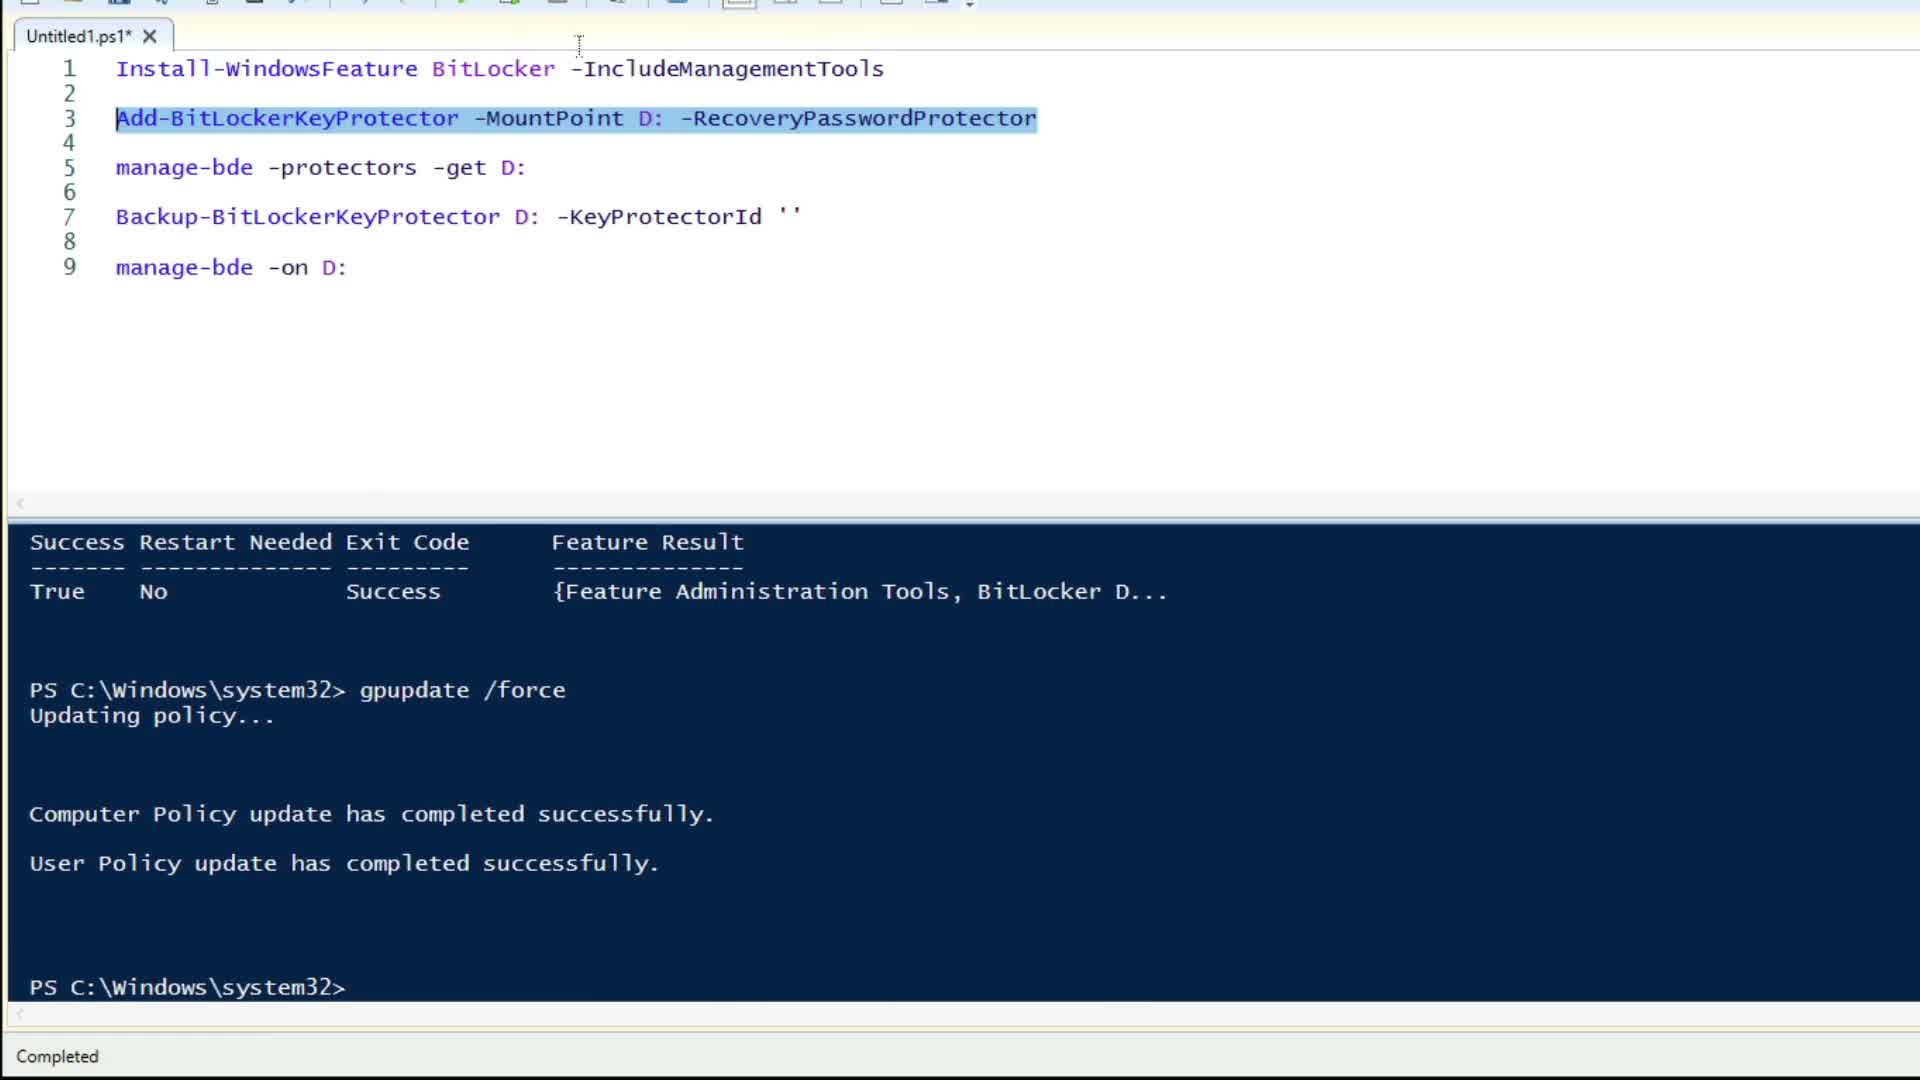 Untitled1.ps1*
1 Install-WindowsFeature BitLocker -IncludeManagementTools
2
3 Add-BitLockerKeyProtector -MountPoint D: -RecoveryPasswordProtector
4
5 manage-bde -protectors -get D:
6
7 Backup-BitLockerKeyProtector D: -KeyProtectorId ''
8
9 manage-bde -on D:
Success Restart Needed Exit Code      Feature Result
------- -------------- ---------      --------------
True    No             Success        {Feature Administration Tools, BitLocker D...
PS C:\Windows\system32> gpupdate /force
Updating policy...
Computer Policy update has completed successfully.
User Policy update has completed successfully.
PS C:\Windows\system32>
Completed